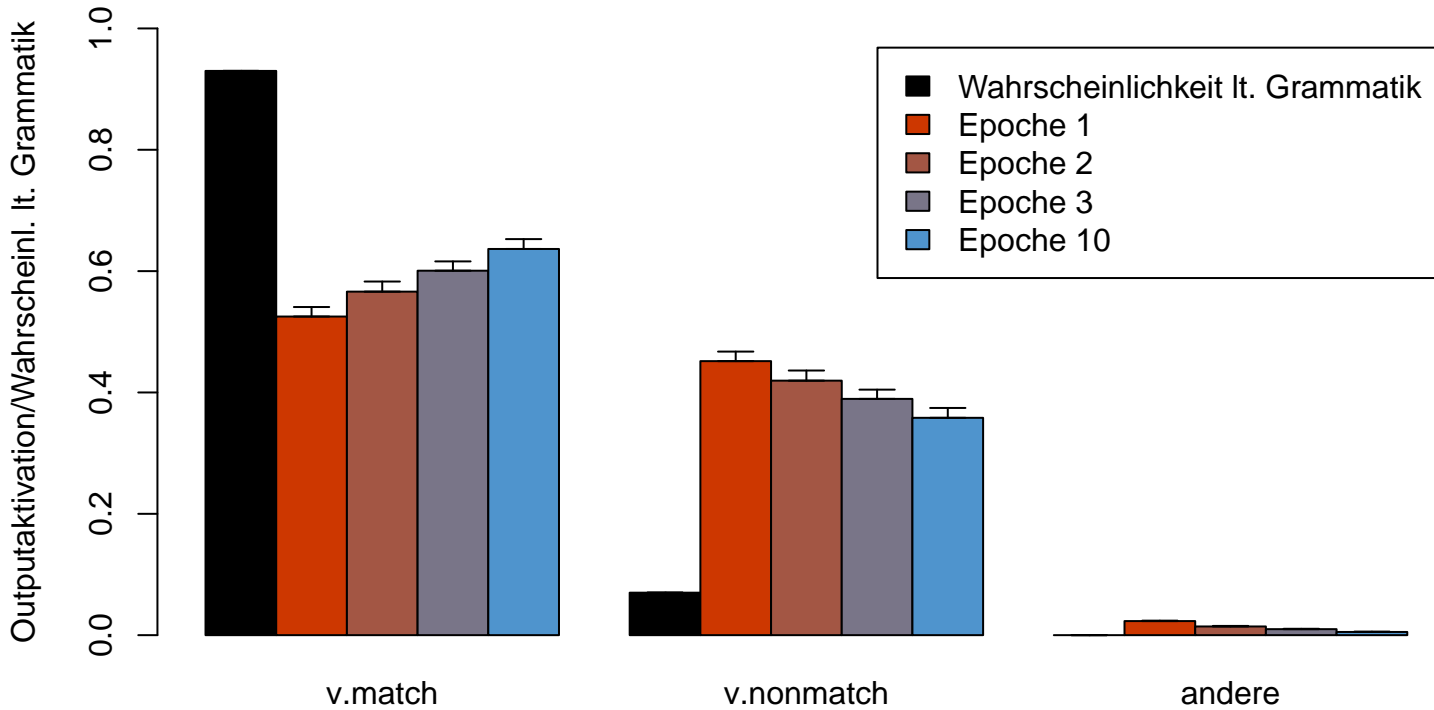 Outputaktivation/Wahrscheinl. lt. Grammatik
1.0
0.8
0.6
0.4
0.2
0.0
Wahrscheinlichkeit lt. Grammatik
Epoche 1
Epoche 2
Epoche 3
Epoche 10
v.match
v.nonmatch
andere